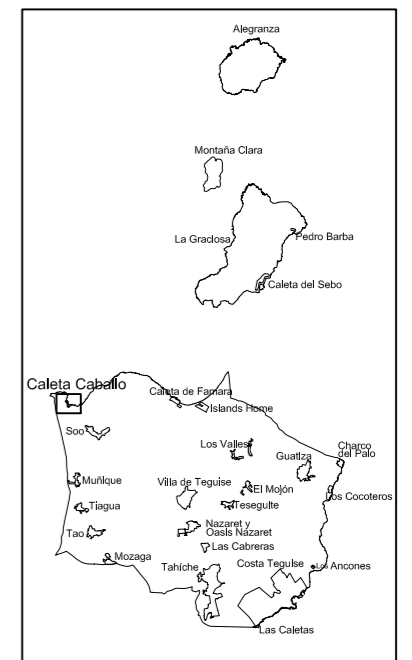 Alegranza
Montaña Clara
La Graciosa
Pedro Barba
Caleta del Sebo
Caleta Caballo
Caleta de Famara
Islands Home
Soo
Los Valles
Guatiza
Charco
del Palo
Muñique
Villa de Teguise
El Mojón
Los Cocoteros
Tiagua
Teseguite
Tao
Nazaret y
Oasis Nazaret
Las Cabreras
Mozaga
Tahíche
Costa Teguise
Los Ancones
Las Caletas